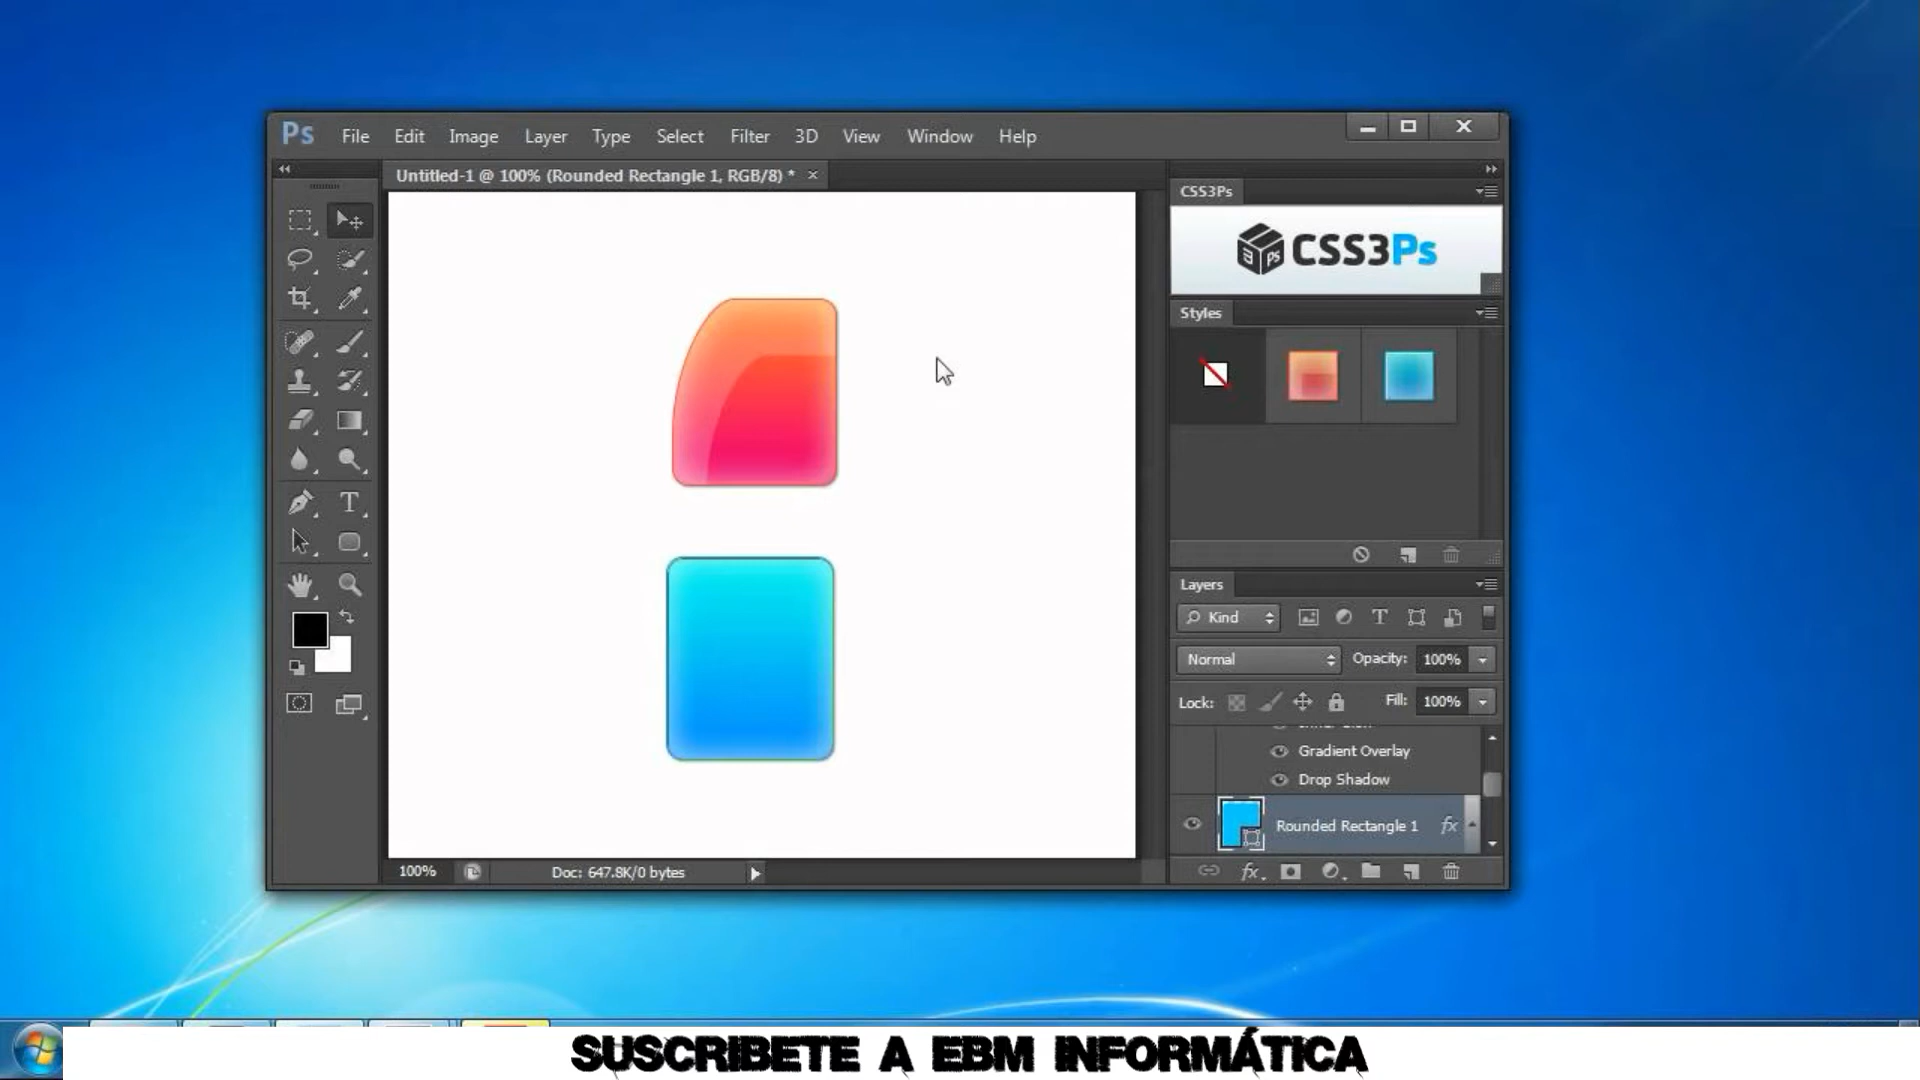 Ps File Edit Image Layer Type Select Filter 3D View Window Help
Untitled-1 @ 100% (Rounded Rectangle 1, RGB/8) * ×
CSS3Ps
CSS3Ps
Styles
Layers
Kind
Normal Opacity: 100%
Lock: Fill: 100%
Gradient Overlay
Drop Shadow
Rounded Rectangle 1 fx
100% Doc: 647.8K/0 bytes fx
SUSCRIBETE A EBM INFORMÁTICA